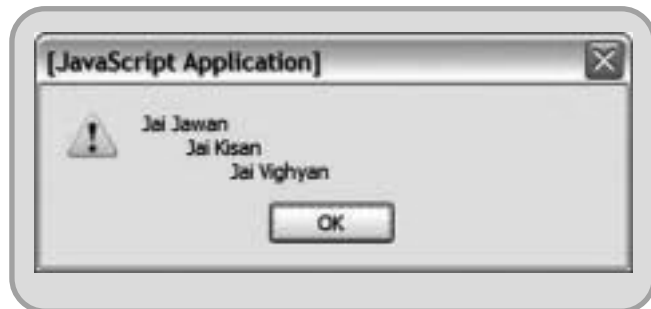 [JavaScript Application]
Jai Jawan
Jai Kisan
Jai Vighyan
OK